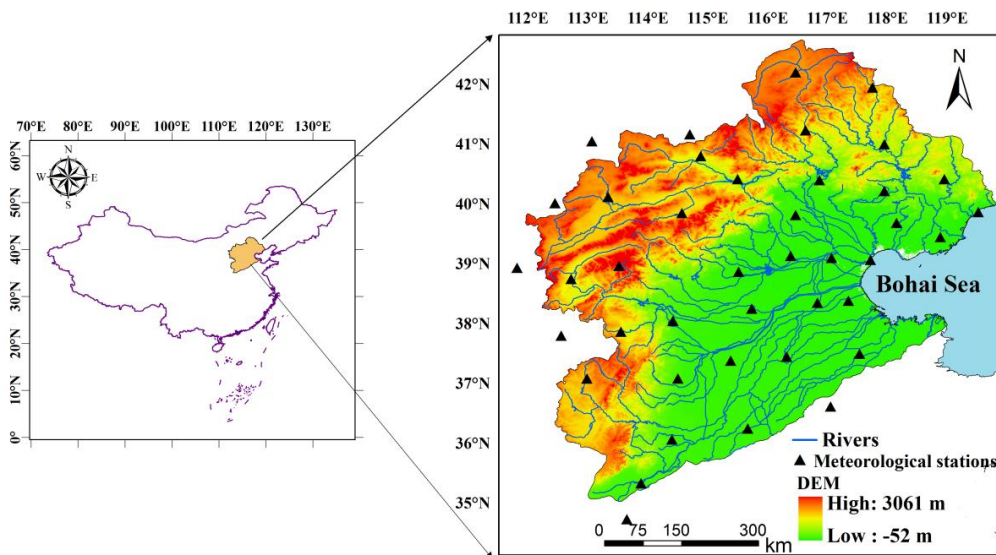 70°E 80°E 90°E 100°E 110°E 120°E 130°E
60°N
50°N
40°N
30°N
20°N
10°N
0°
N
W E
S
112°E 113°E 114°E 115°E 116°E 117°E 118°E 119°E
42°N
41°N
40°N
39°N
38°N
37°N
36°N
35°N
N
Bohai Sea
Rivers
Meteorological stations
DEM
High: 3061 m
Low : -52 m
0 75 150 300
km